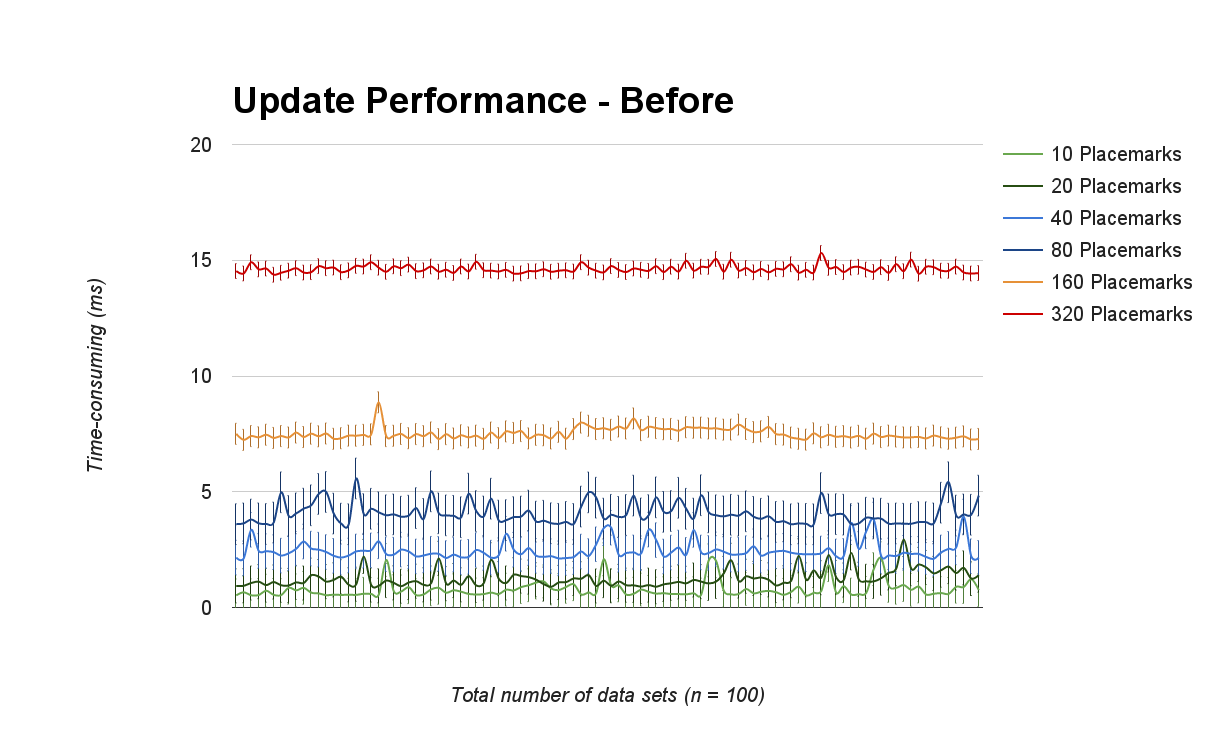 Update Performance - Before
20
15
10
5
0
Time-consuming (ms)
Total number of data sets (n = 100)
10 Placemarks
20 Placemarks
40 Placemarks
80 Placemarks
160 Placemarks
320 Placemarks